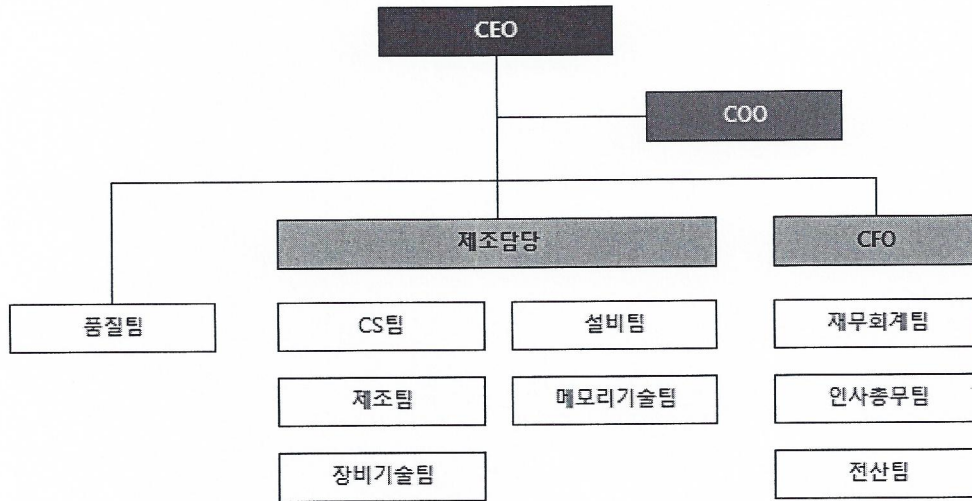 CEO
COO
제조담당
CFO
품질팀
CS팀
설비팀
재무회계팀
제조팀
메모리기술팀
인사총무팀
장비기술팀
전산팀